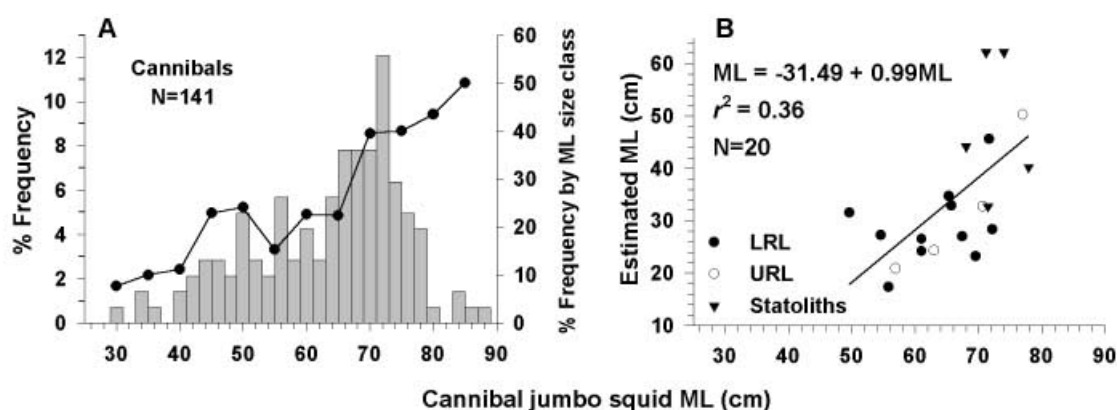 A
Cannibals
N=141
% Frequency
0
2
4
6
8
10
12
% Frequency by ML size class
0
10
20
30
40
50
60
30 40 50 60 70 80 90
B
ML = -31.49 + 0.99ML
r² = 0.36
N=20
LRL
URL
Statoliths
Estimated ML (cm)
10
20
30
40
50
60
30 40 50 60 70 80 90
Cannibal jumbo squid ML (cm)